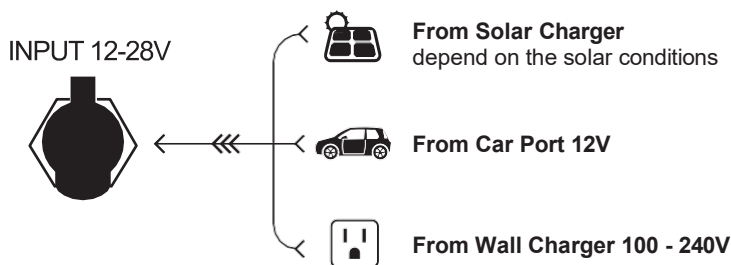 INPUT 12-28V
From Solar Charger
depend on the solar conditions
From Car Port 12V
From Wall Charger 100 - 240V